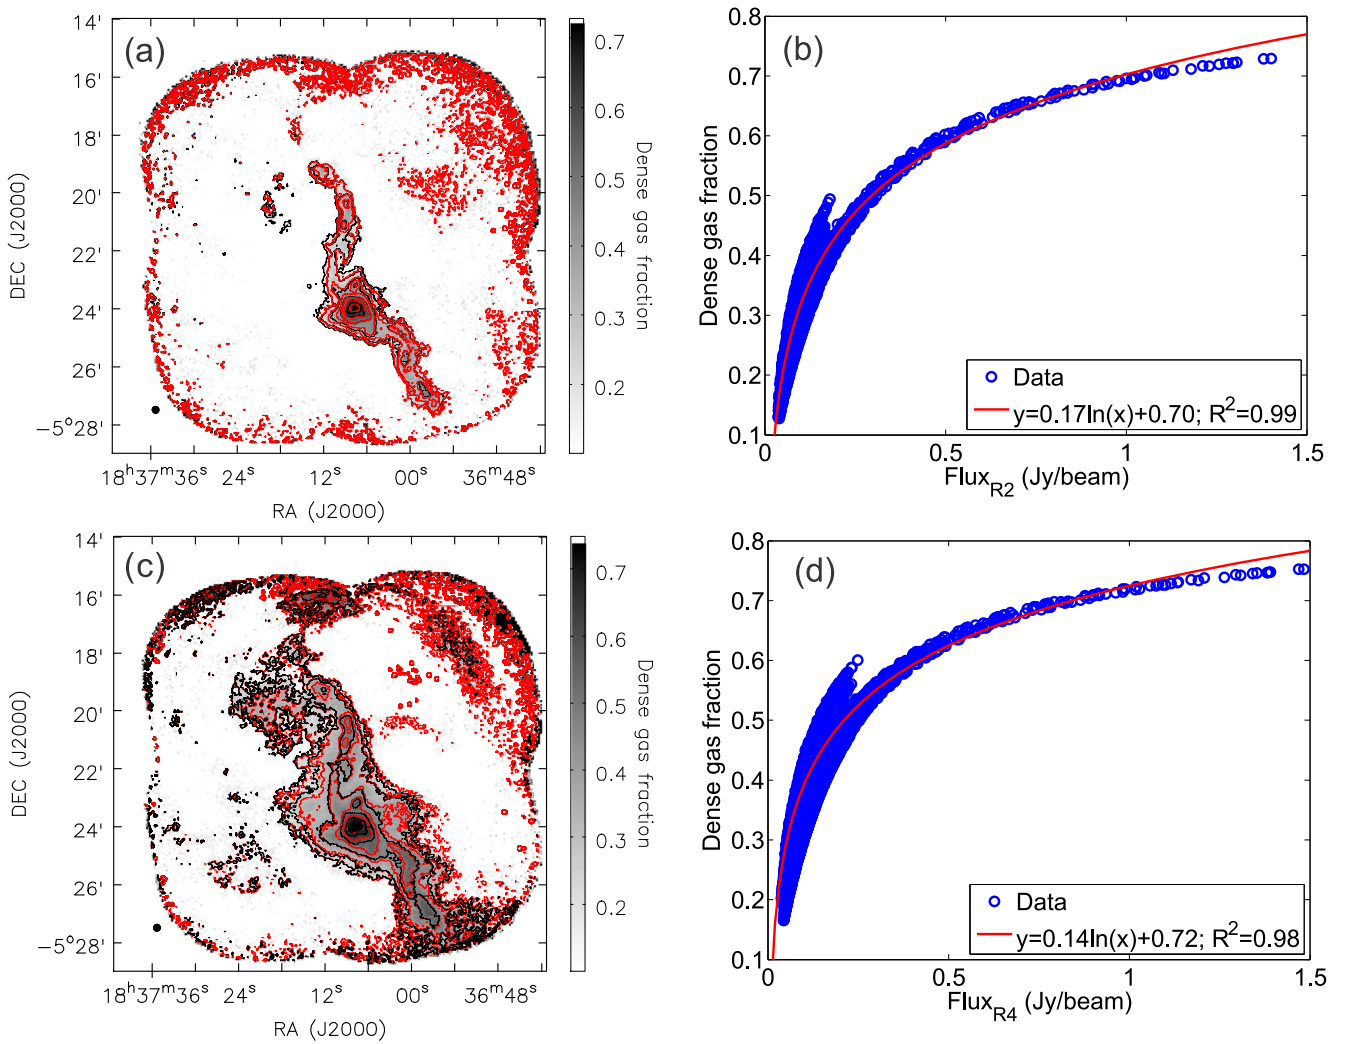 (a)
14'
16'
18'
20'
22'
24'
26'
−5°28'
DEC (J2000)
18ʰ37ᵐ36ˢ 24ˢ 12ˢ 00ˢ 36ᵐ48ˢ
RA (J2000)
0.7
0.6
0.5
0.4
0.3
0.2
Dense gas fraction
(b)
0.8
0.7
0.6
0.5
0.4
0.3
0.2
0.1
Dense gas fraction
Data
y=0.17ln(x)+0.70; R²=0.99
0 0.5 1 1.5
Flux_R2 (Jy/beam)
(c)
14'
16'
18'
20'
22'
24'
26'
−5°28'
DEC (J2000)
18ʰ37ᵐ36ˢ 24ˢ 12ˢ 00ˢ 36ᵐ48ˢ
RA (J2000)
0.7
0.6
0.5
0.4
0.3
0.2
Dense gas fraction
(d)
0.8
0.7
0.6
0.5
0.4
0.3
0.2
0.1
Dense gas fraction
Data
y=0.14ln(x)+0.72; R²=0.98
0 0.5 1 1.5
Flux_R4 (Jy/beam)